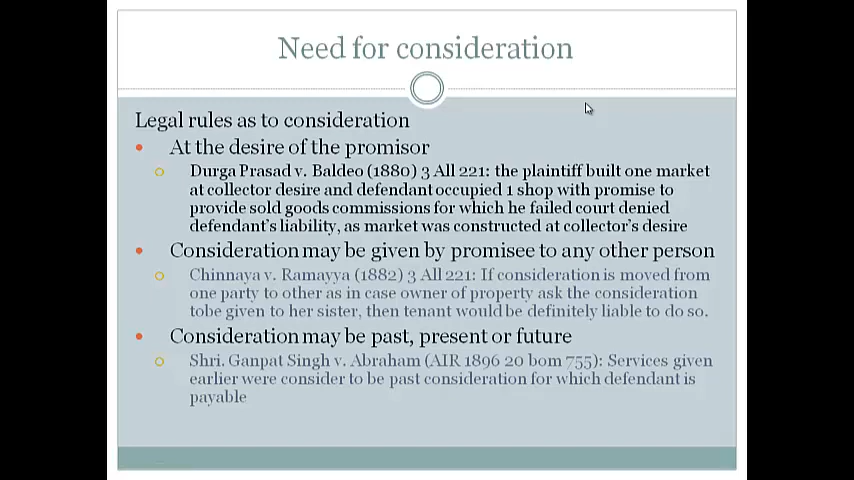 Need for consideration
Legal rules as to consideration
At the desire of the promisor
Durga Prasad v. Baldeo (1880) 3 All 221: the plaintiff built one market
at collector desire and defendant occupied 1 shop with promise to
provide sold goods commissions for which he failed court denied
defendant's liability, as market was constructed at collector's desire
Consideration may be given by promisee to any other person
Chinnaya v. Ramayya (1882) 3 All 221: If consideration is moved from
one party to other as in case owner of property ask the consideration
tobe given to her sister, then tenant would be definitely liable to do so.
Consideration may be past, present or future
Shri. Ganpat Singh v. Abraham (AIR 1896 20 bom 755): Services given
earlier were consider to be past consideration for which defendant is
payable